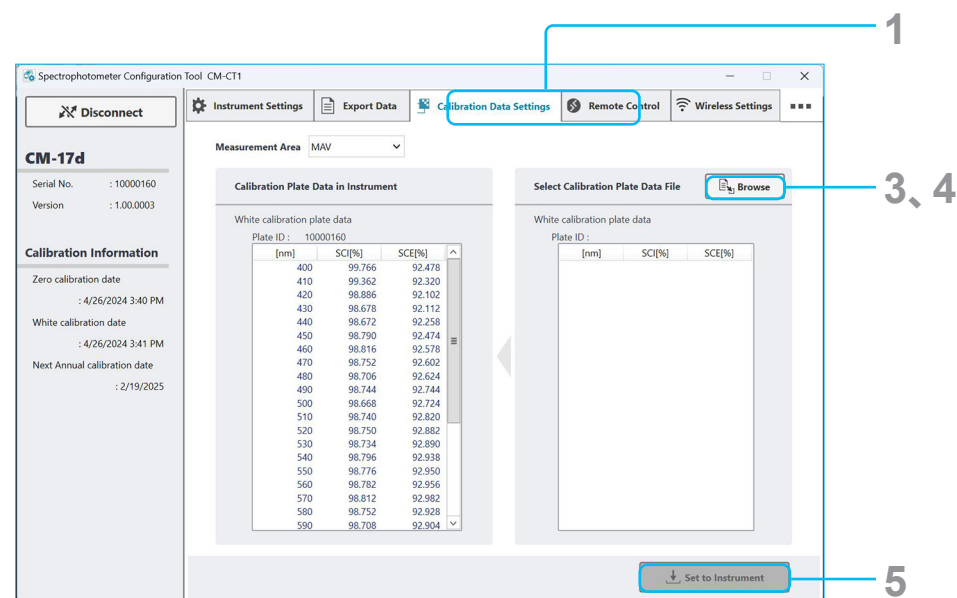 1
Spectrophotometer Configuration Tool CM-CT1
Disconnect
Instrument Settings Export Data Calibration Data Settings Remote Control Wireless Settings
Measurement Area MAV
CM-17d
Serial No. : 10000160
Version : 1.00.0003
Calibration Information
Zero calibration date
: 4/26/2024 3:40 PM
White calibration date
: 4/26/2024 3:41 PM
Next Annual calibration date
: 2/19/2025
Calibration Plate Data in Instrument
White calibration plate data
Plate ID : 10000160
[nm] SCI[%] SCE[%]
400 99.766 92.478
410 99.362 92.320
420 98.886 92.102
430 98.678 92.112
440 98.672 92.258
450 98.790 92.474
460 98.816 92.578
470 98.752 92.602
480 98.706 92.624
490 98.744 92.744
500 98.668 92.724
510 98.740 92.820
520 98.750 92.882
530 98.734 92.890
540 98.796 92.938
550 98.776 92.950
560 98.782 92.956
570 98.812 92.982
580 98.752 92.928
590 98.708 92.904
Select Calibration Plate Data File Browse
3、4
White calibration plate data
Plate ID :
[nm] SCI[%] SCE[%]
Set to Instrument
5